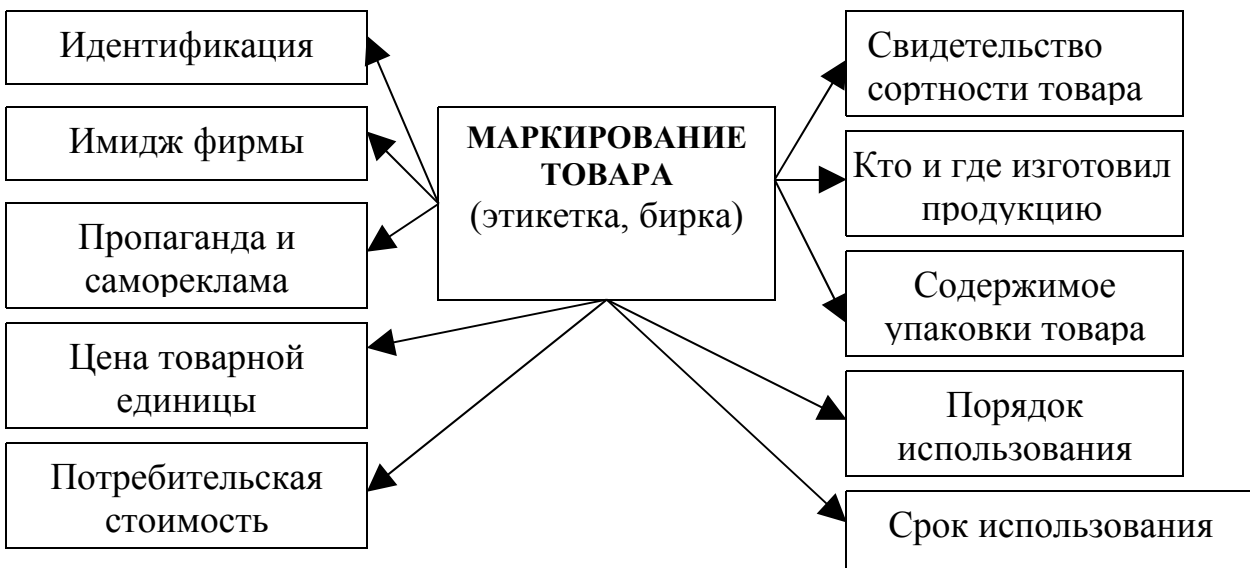 Идентификация
Имидж фирмы
Пропаганда и
самореклама
Цена товарной
единицы
Потребительская
стоимость
МАРКИРОВАНИЕ
ТОВАРА
(этикетка, бирка)
Свидетельство
сортности товара
Кто и где изготовил
продукцию
Содержимое
упаковки товара
Порядок
использования
Срок использования